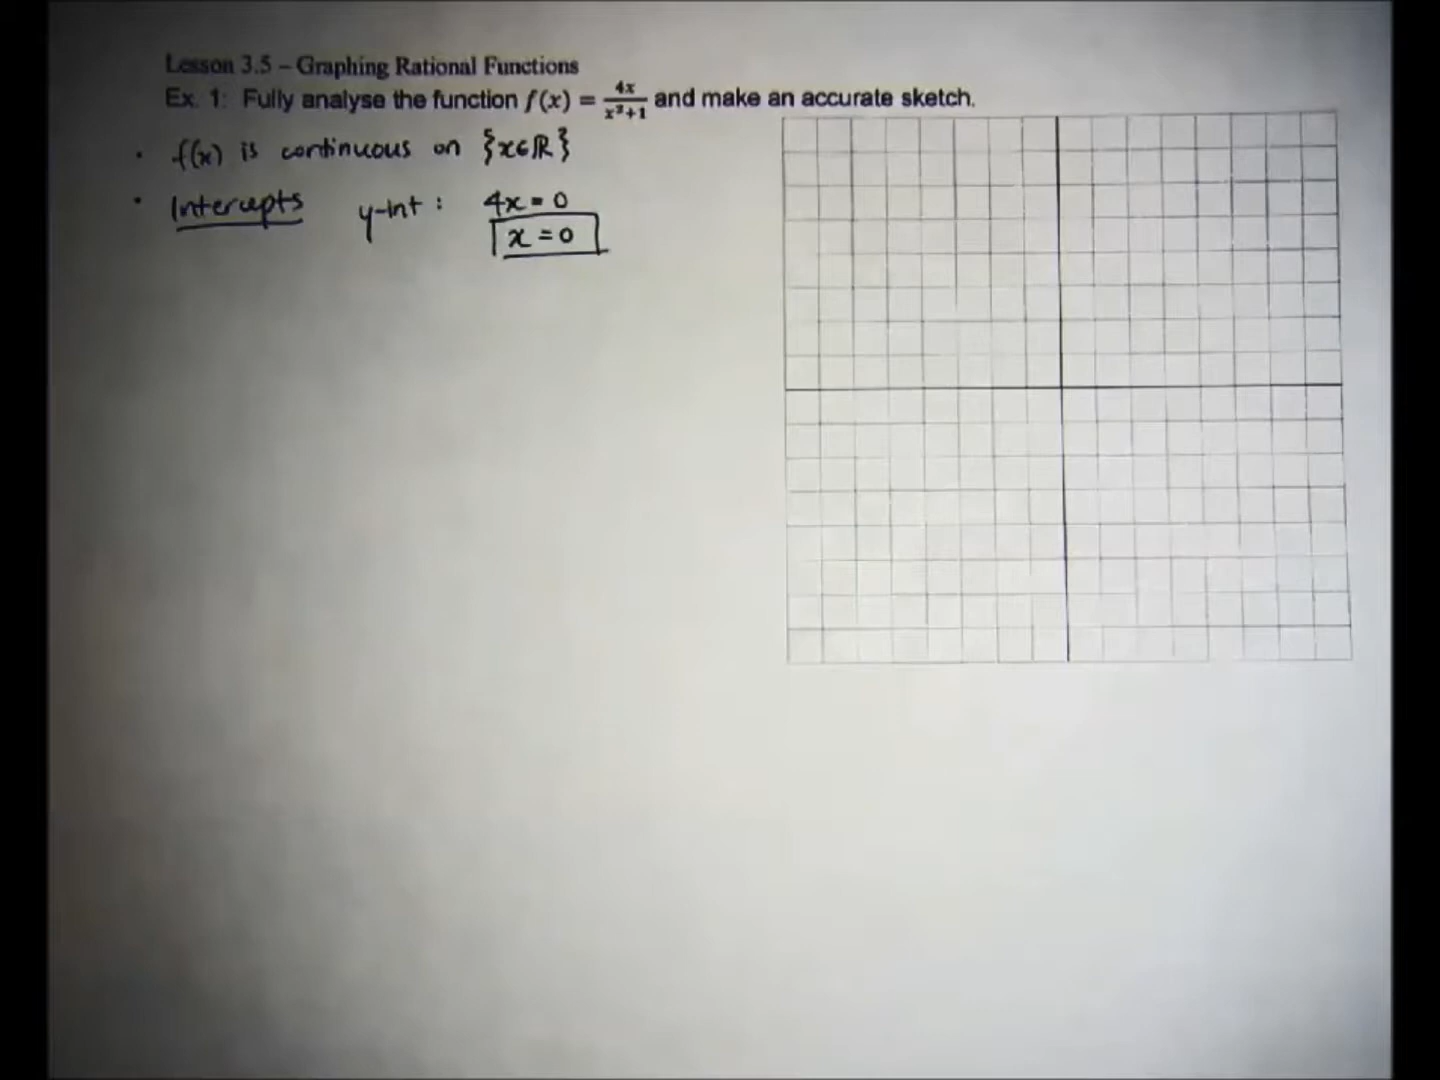 Lesson 3.5 – Graphing Rational Functions
Ex. 1: Fully analyse the function f(x) = 4x/(x²+1) and make an accurate sketch.
· f(x) is continuous on {x∈ℝ}
· Intercepts y-int : 4x = 0
x = 0